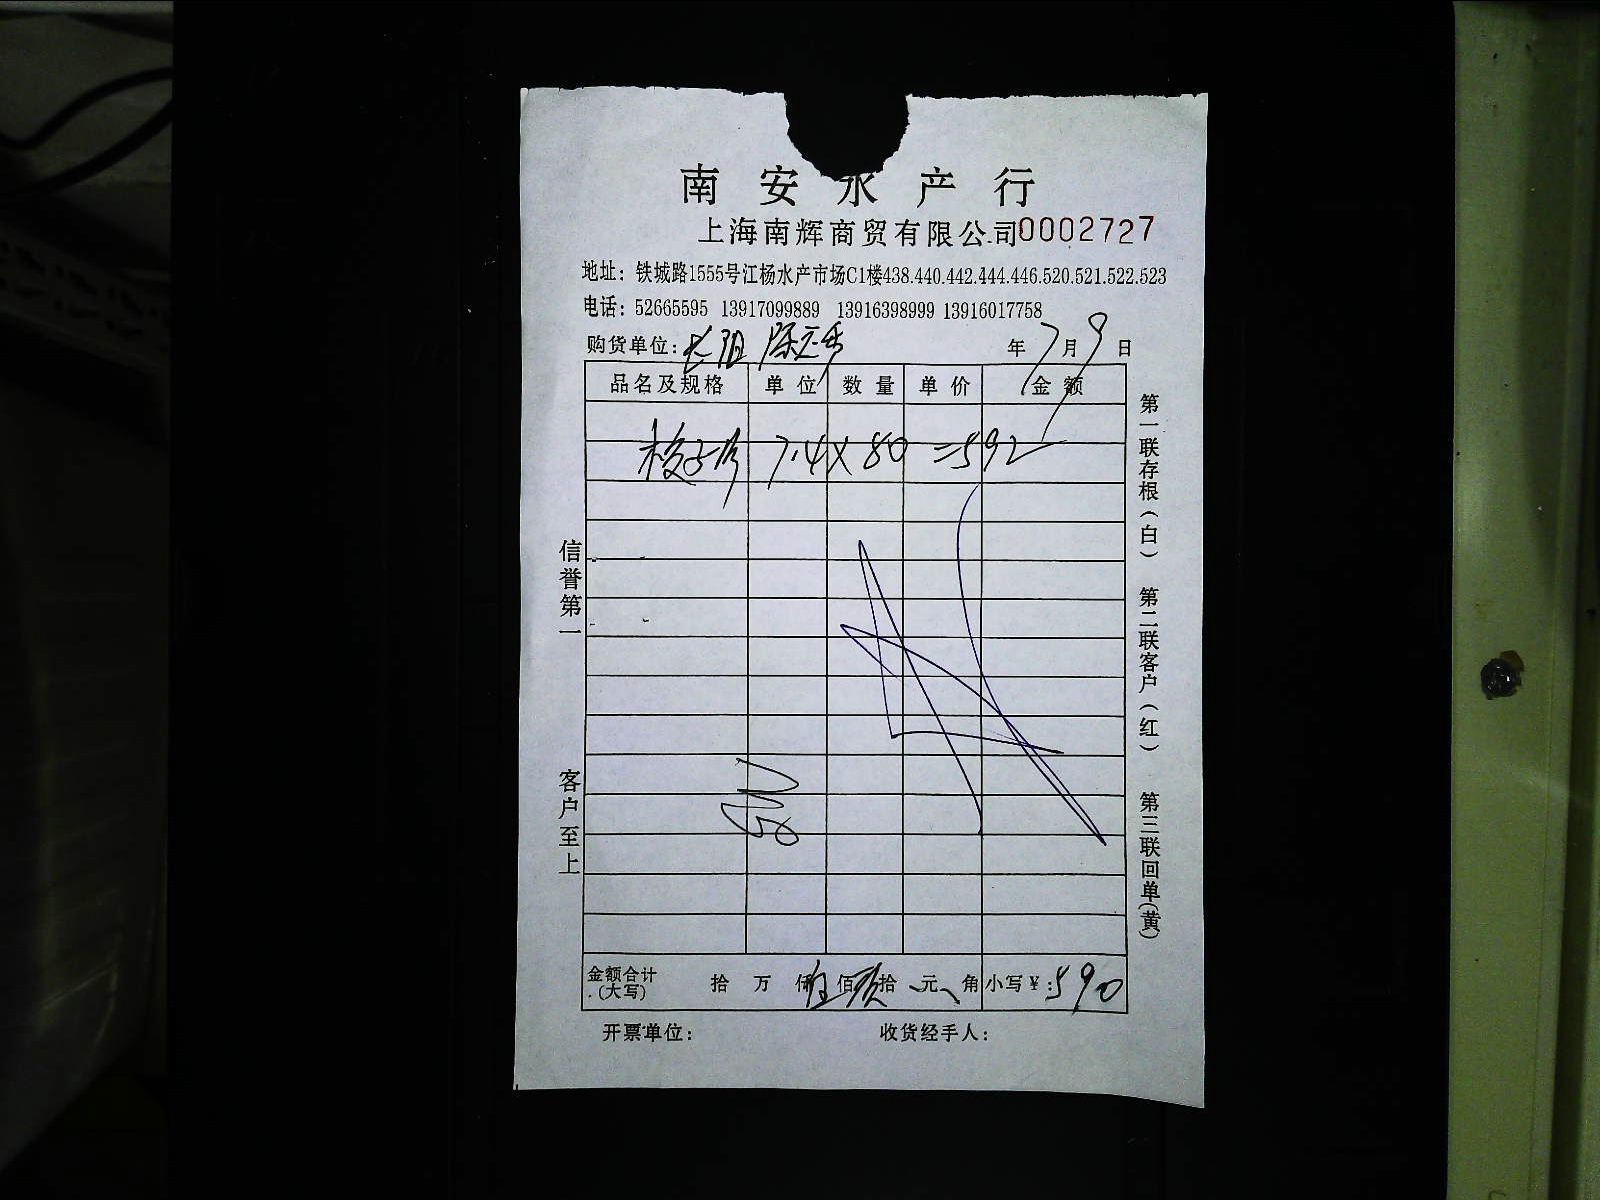 南安水产行
上海南辉商贸有限公司0002727
地址：铁城路1555号江杨水产市场C1楼438.440.442.444.446.520.521.522.523
电话：52665595 13917099889 13916398999 13916017758
购货单位： 年7月9日
品名及规格 单位 数量 单价 金额
7.4×80=592
信誉第一 客户至上
第一联存根（白） 第二联客户（红） 第三联回单（黄）
金额合计（大写） 拾 万 仟伍佰玖拾 元 角 小写￥：590
开票单位： 收货经手人：